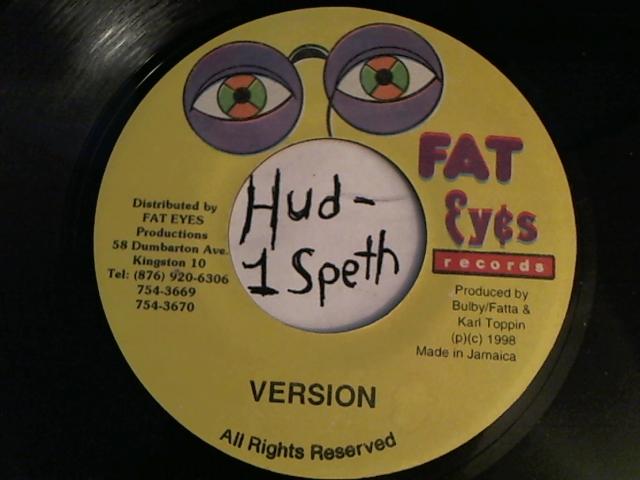 FAT
Ey¢s
records
Distributed by
FAT EYES
Productions
58 Dumbarton Ave.
Kingston 10
Tel: (876) 920-6306
754-3669
754-3670
Hud-
1 Speth
Produced by
Bulby/Fatta &
Karl Toppin
(p)(c) 1998
Made in Jamaica
VERSION
All Rights Reserved